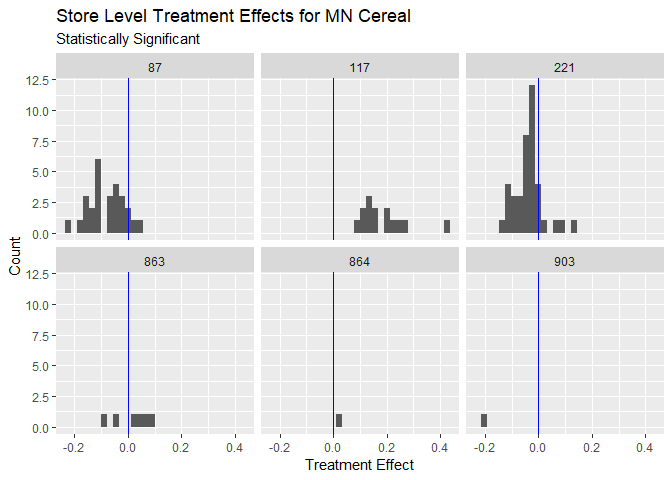 Store Level Treatment Effects for MN Cereal
Statistically Significant
87 117 221
12.5
10.0
7.5
5.0
2.5
0.0
863 864 903
12.5
10.0
7.5
5.0
2.5
0.0
Count
-0.2 0.0 0.2 0.4 -0.2 0.0 0.2 0.4 -0.2 0.0 0.2 0.4
Treatment Effect